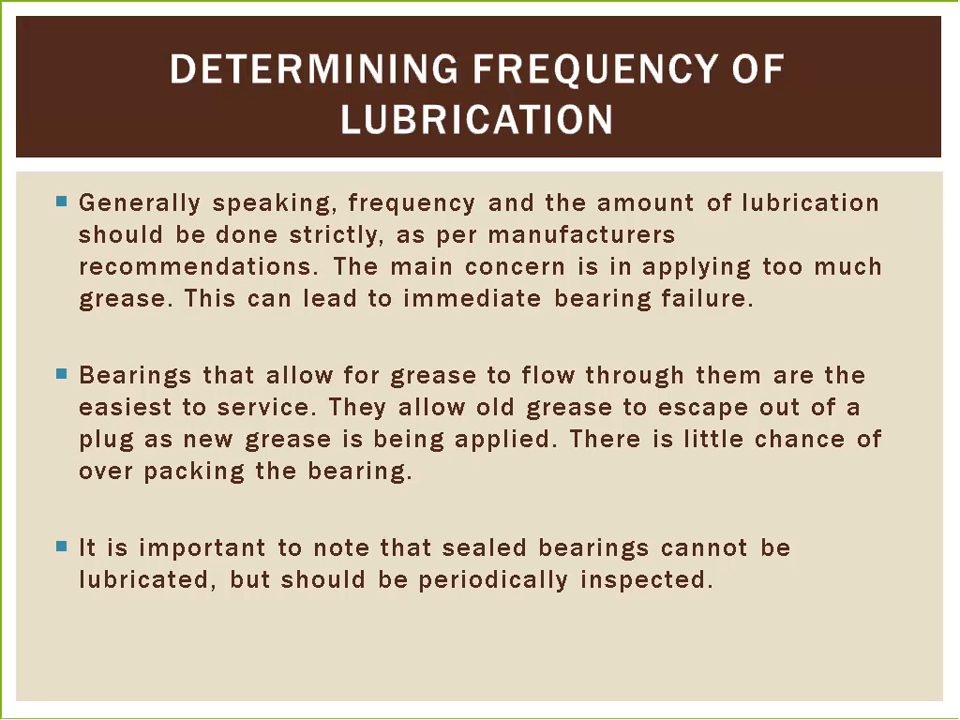 DETERMINING FREQUENCY OF
LUBRICATION
Generally speaking, frequency and the amount of lubrication
should be done strictly, as per manufacturers
recommendations. The main concern is in applying too much
grease. This can lead to immediate bearing failure.
Bearings that allow for grease to flow through them are the
easiest to service. They allow old grease to escape out of a
plug as new grease is being applied. There is little chance of
over packing the bearing.
It is important to note that sealed bearings cannot be
lubricated, but should be periodically inspected.